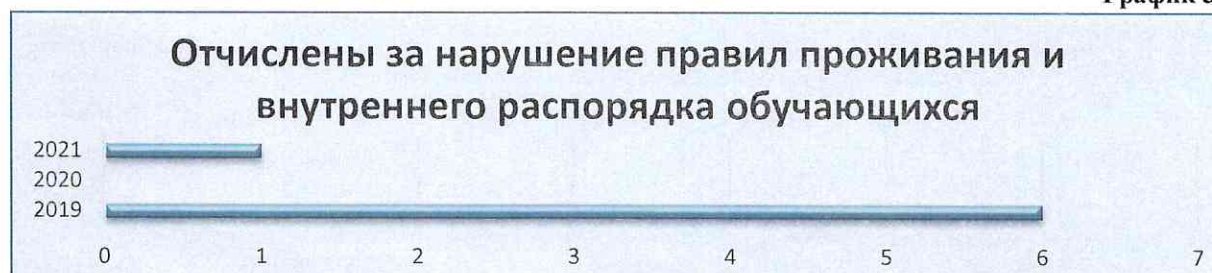 График
Отчислены за нарушение правил проживания и
внутреннего распорядка обучающихся
2021
2020
2019
0 1 2 3 4 5 6 7